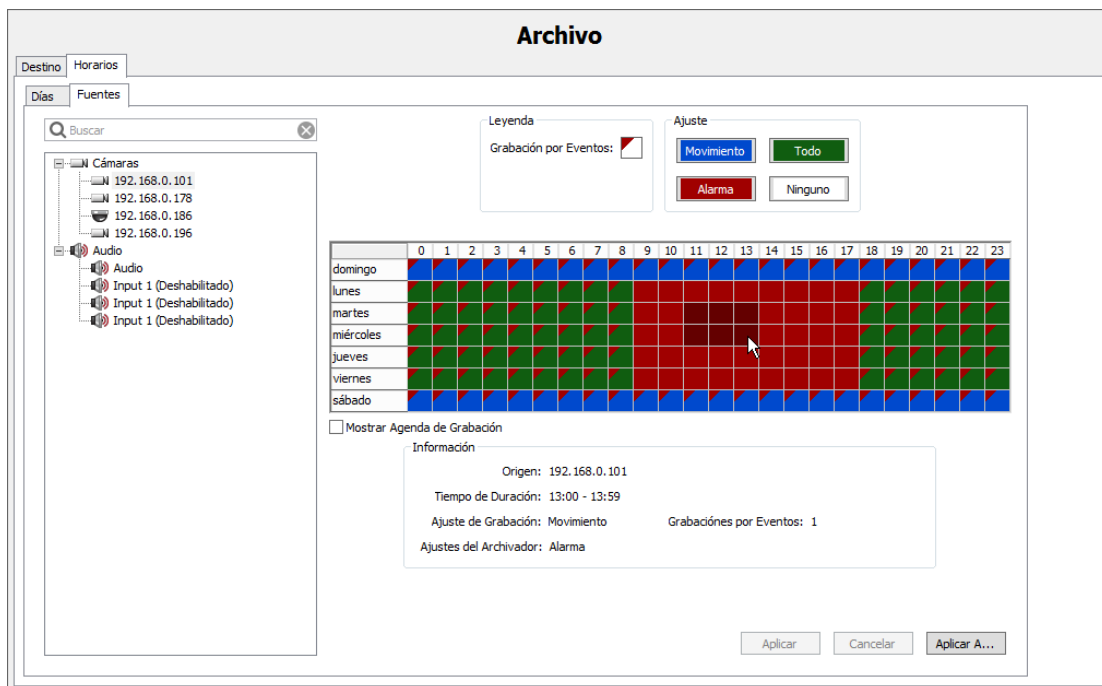 Archivo
Destino Horarios
Días Fuentes
Buscar
Cámaras
192.168.0.101
192.168.0.178
192.168.0.186
192.168.0.196
Audio
Audio
Input 1 (Deshabilitado)
Input 1 (Deshabilitado)
Input 1 (Deshabilitado)
Leyenda
Grabación por Eventos:
Ajuste
Movimiento Todo
Alarma Ninguno
0 1 2 3 4 5 6 7 8 9 10 11 12 13 14 15 16 17 18 19 20 21 22 23
domingo
lunes
martes
miércoles
jueves
viernes
sábado
Mostrar Agenda de Grabación
Información
Origen: 192.168.0.101
Tiempo de Duración: 13:00 - 13:59
Ajuste de Grabación: Movimiento Grabaciónes por Eventos: 1
Ajustes del Archivador: Alarma
Aplicar Cancelar Aplicar A...